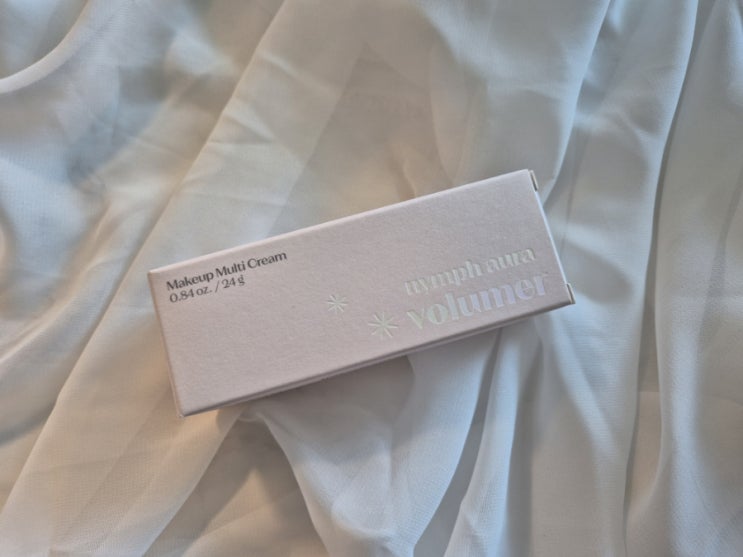 Makeup Multi Cream
0.84 oz. / 24 g
nymph aura
volumer